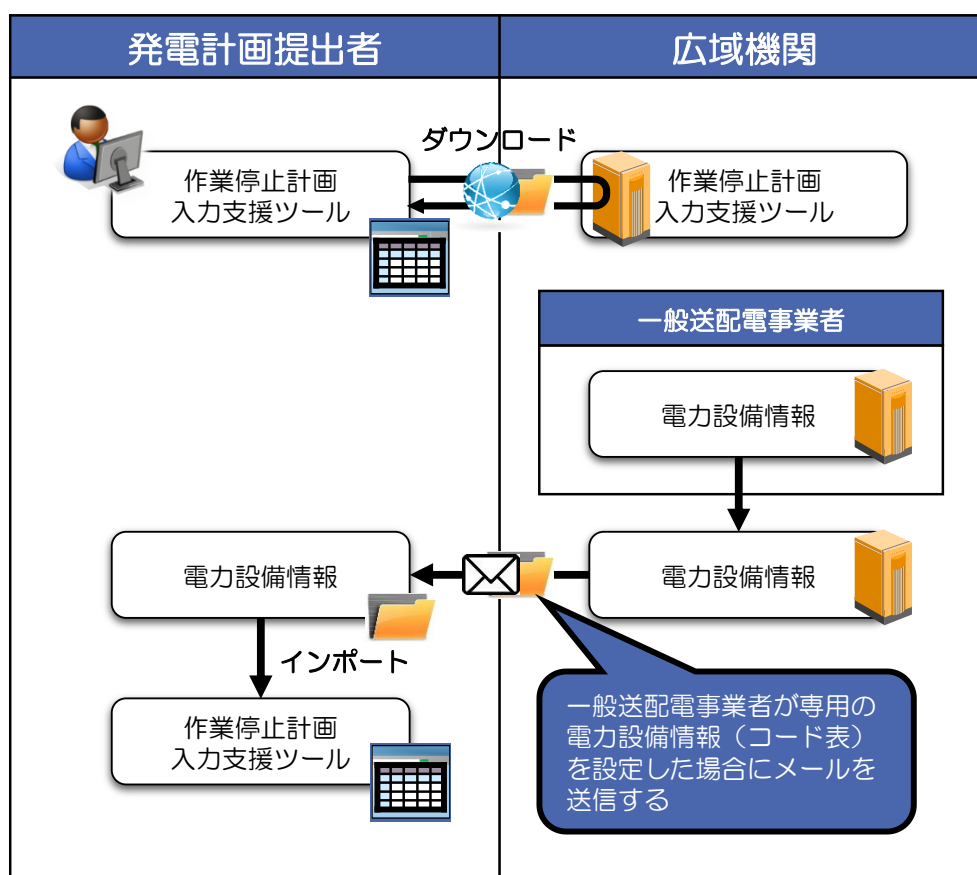 発電計画提出者
広域機関
ダウンロード
作業停止計画
入力支援ツール
作業停止計画
入力支援ツール
一般送配電事業者
電力設備情報
電力設備情報
電力設備情報
インポート
作業停止計画
入力支援ツール
一般送配電事業者が専用の
電力設備情報（コード表）
を設定した場合にメールを
送信する